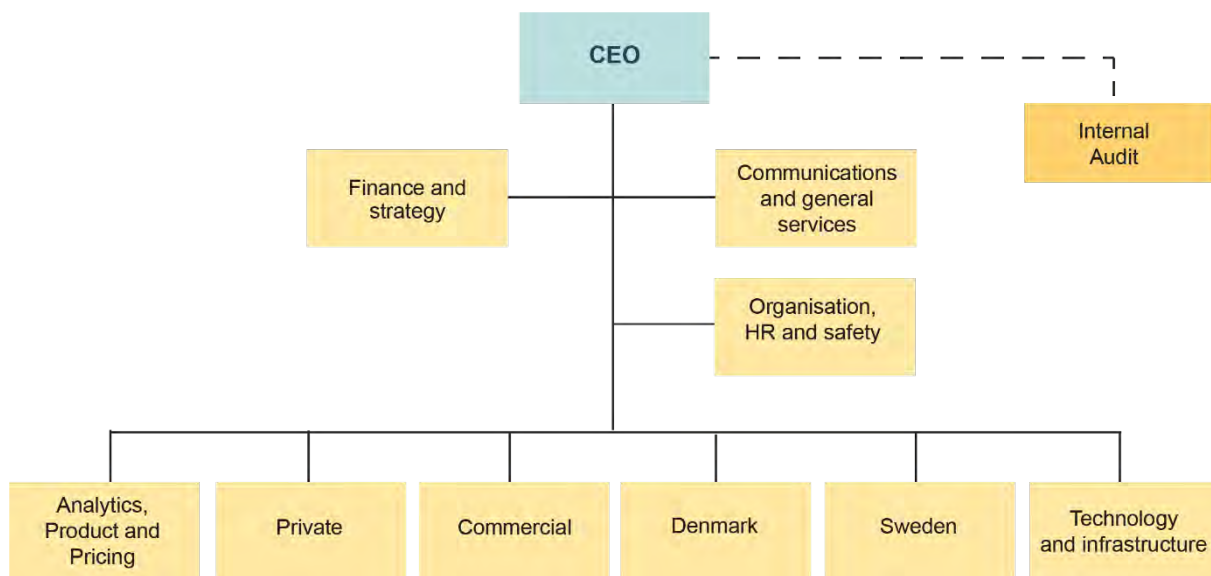 CEO
Internal
Audit
Finance and
strategy
Communications
and general
services
Organisation,
HR and safety
Analytics,
Product and
Pricing
Private
Commercial
Denmark
Sweden
Technology
and infrastructure